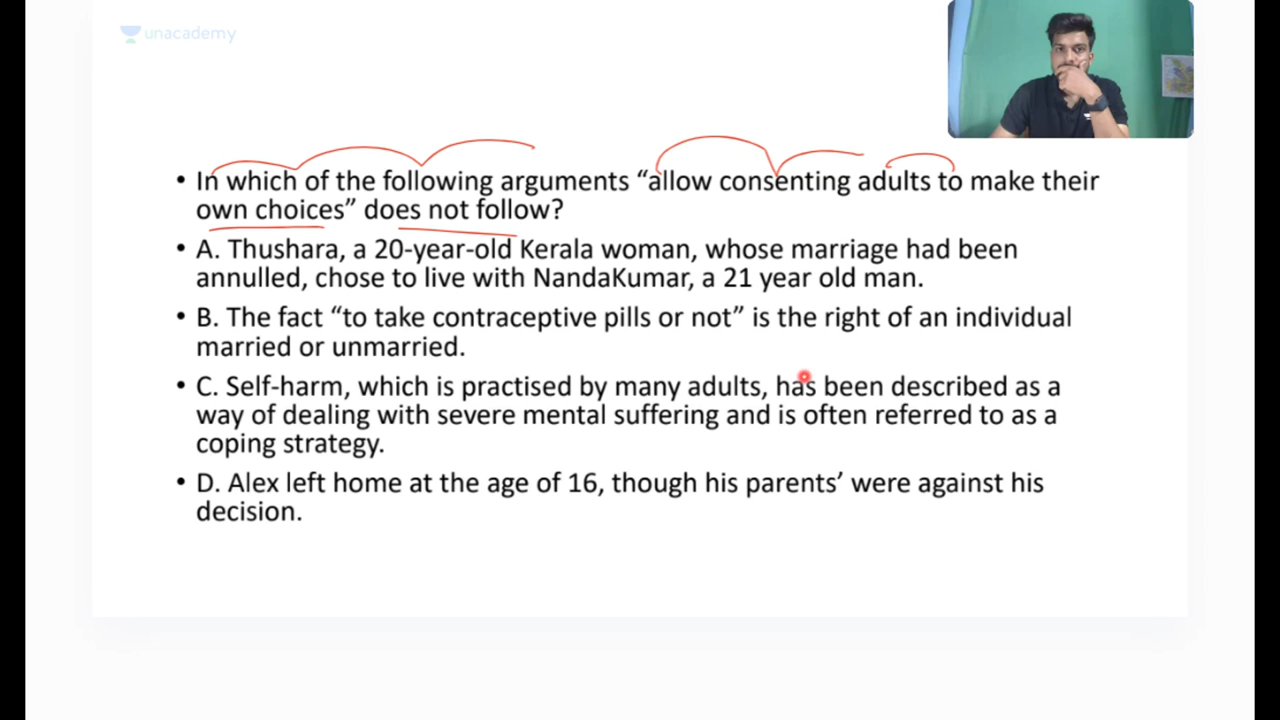 unacademy
• In which of the following arguments “allow consenting adults to make their
own choices” does not follow?
• A. Thushara, a 20-year-old Kerala woman, whose marriage had been
annulled, chose to live with NandaKumar, a 21 year old man.
• B. The fact “to take contraceptive pills or not” is the right of an individual
married or unmarried.
• C. Self-harm, which is practised by many adults, has been described as a
way of dealing with severe mental suffering and is often referred to as a
coping strategy.
• D. Alex left home at the age of 16, though his parents’ were against his
decision.